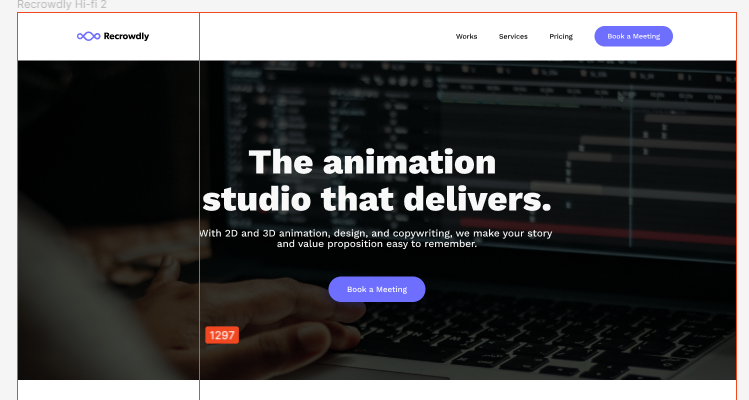 Recrowdly Hi-fi 2
Recrowdly
Works
Services
Pricing
Book a Meeting
The animation
studio that delivers.
With 2D and 3D animation, design, and copywriting, we make your story
and value proposition easy to remember.
Book a Meeting
1297